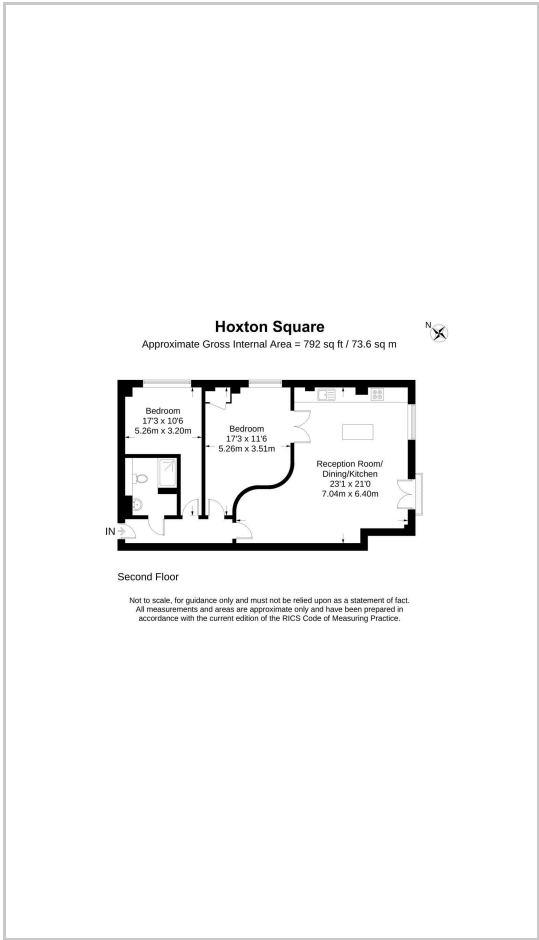 Hoxton Square
N
Approximate Gross Internal Area = 792 sq ft / 73.6 sq m
Bedroom
17'3 x 10'6
5.26m x 3.20m
Bedroom
17'3 x 11'6
5.26m x 3.51m
Reception Room/
Dining/Kitchen
23'1 x 21'0
7.04m x 6.40m
IN
Second Floor
Not to scale, for guidance only and must not be relied upon as a statement of fact.
All measurements and areas are approximate only and have been prepared in
accordance with the current edition of the RICS Code of Measuring Practice.